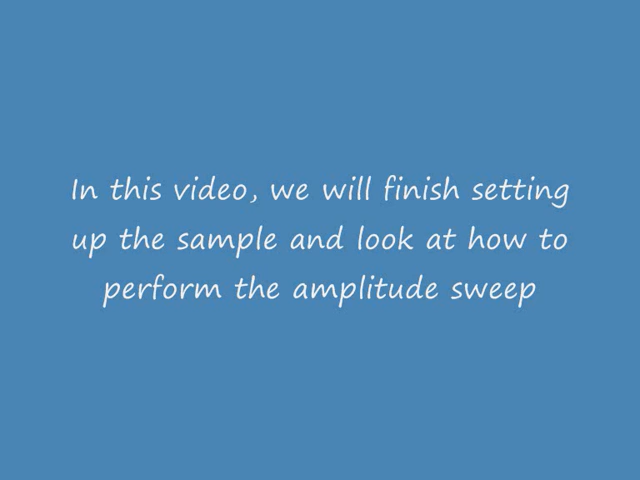 In this video, we will finish setting
up the sample and look at how to
perform the amplitude sweep